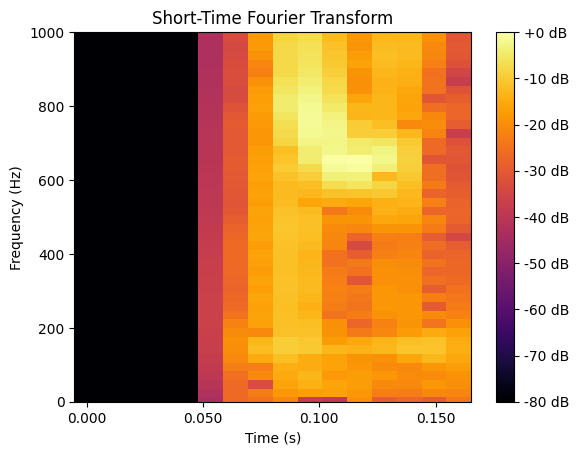 Short-Time Fourier Transform
1000
800
600
400
200
0
Frequency (Hz)
0.000
0.050
0.100
0.150
Time (s)
+0 dB
-10 dB
-20 dB
-30 dB
-40 dB
-50 dB
-60 dB
-70 dB
-80 dB